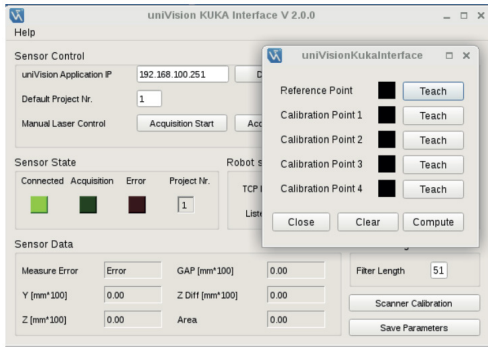 uniVision KUKA Interface V 2.0.0
Help
Sensor Control
uniVision Application IP 192.168.100.251
Default Project Nr. 1
Manual Laser Control Acquisition Start
Sensor State
Connected Acquisition Error Project Nr.
1
Sensor Data
Measure Error Error GAP [mm*100] 0.00
Y [mm*100] 0.00 Z Diff [mm*100] 0.00
Z [mm*100] 0.00 Area 0.00
Filter Length 51
Scanner Calibration
Save Parameters
uniVisionKukaInterface
Reference Point Teach
Calibration Point 1 Teach
Calibration Point 2 Teach
Calibration Point 3 Teach
Calibration Point 4 Teach
Close Clear Compute